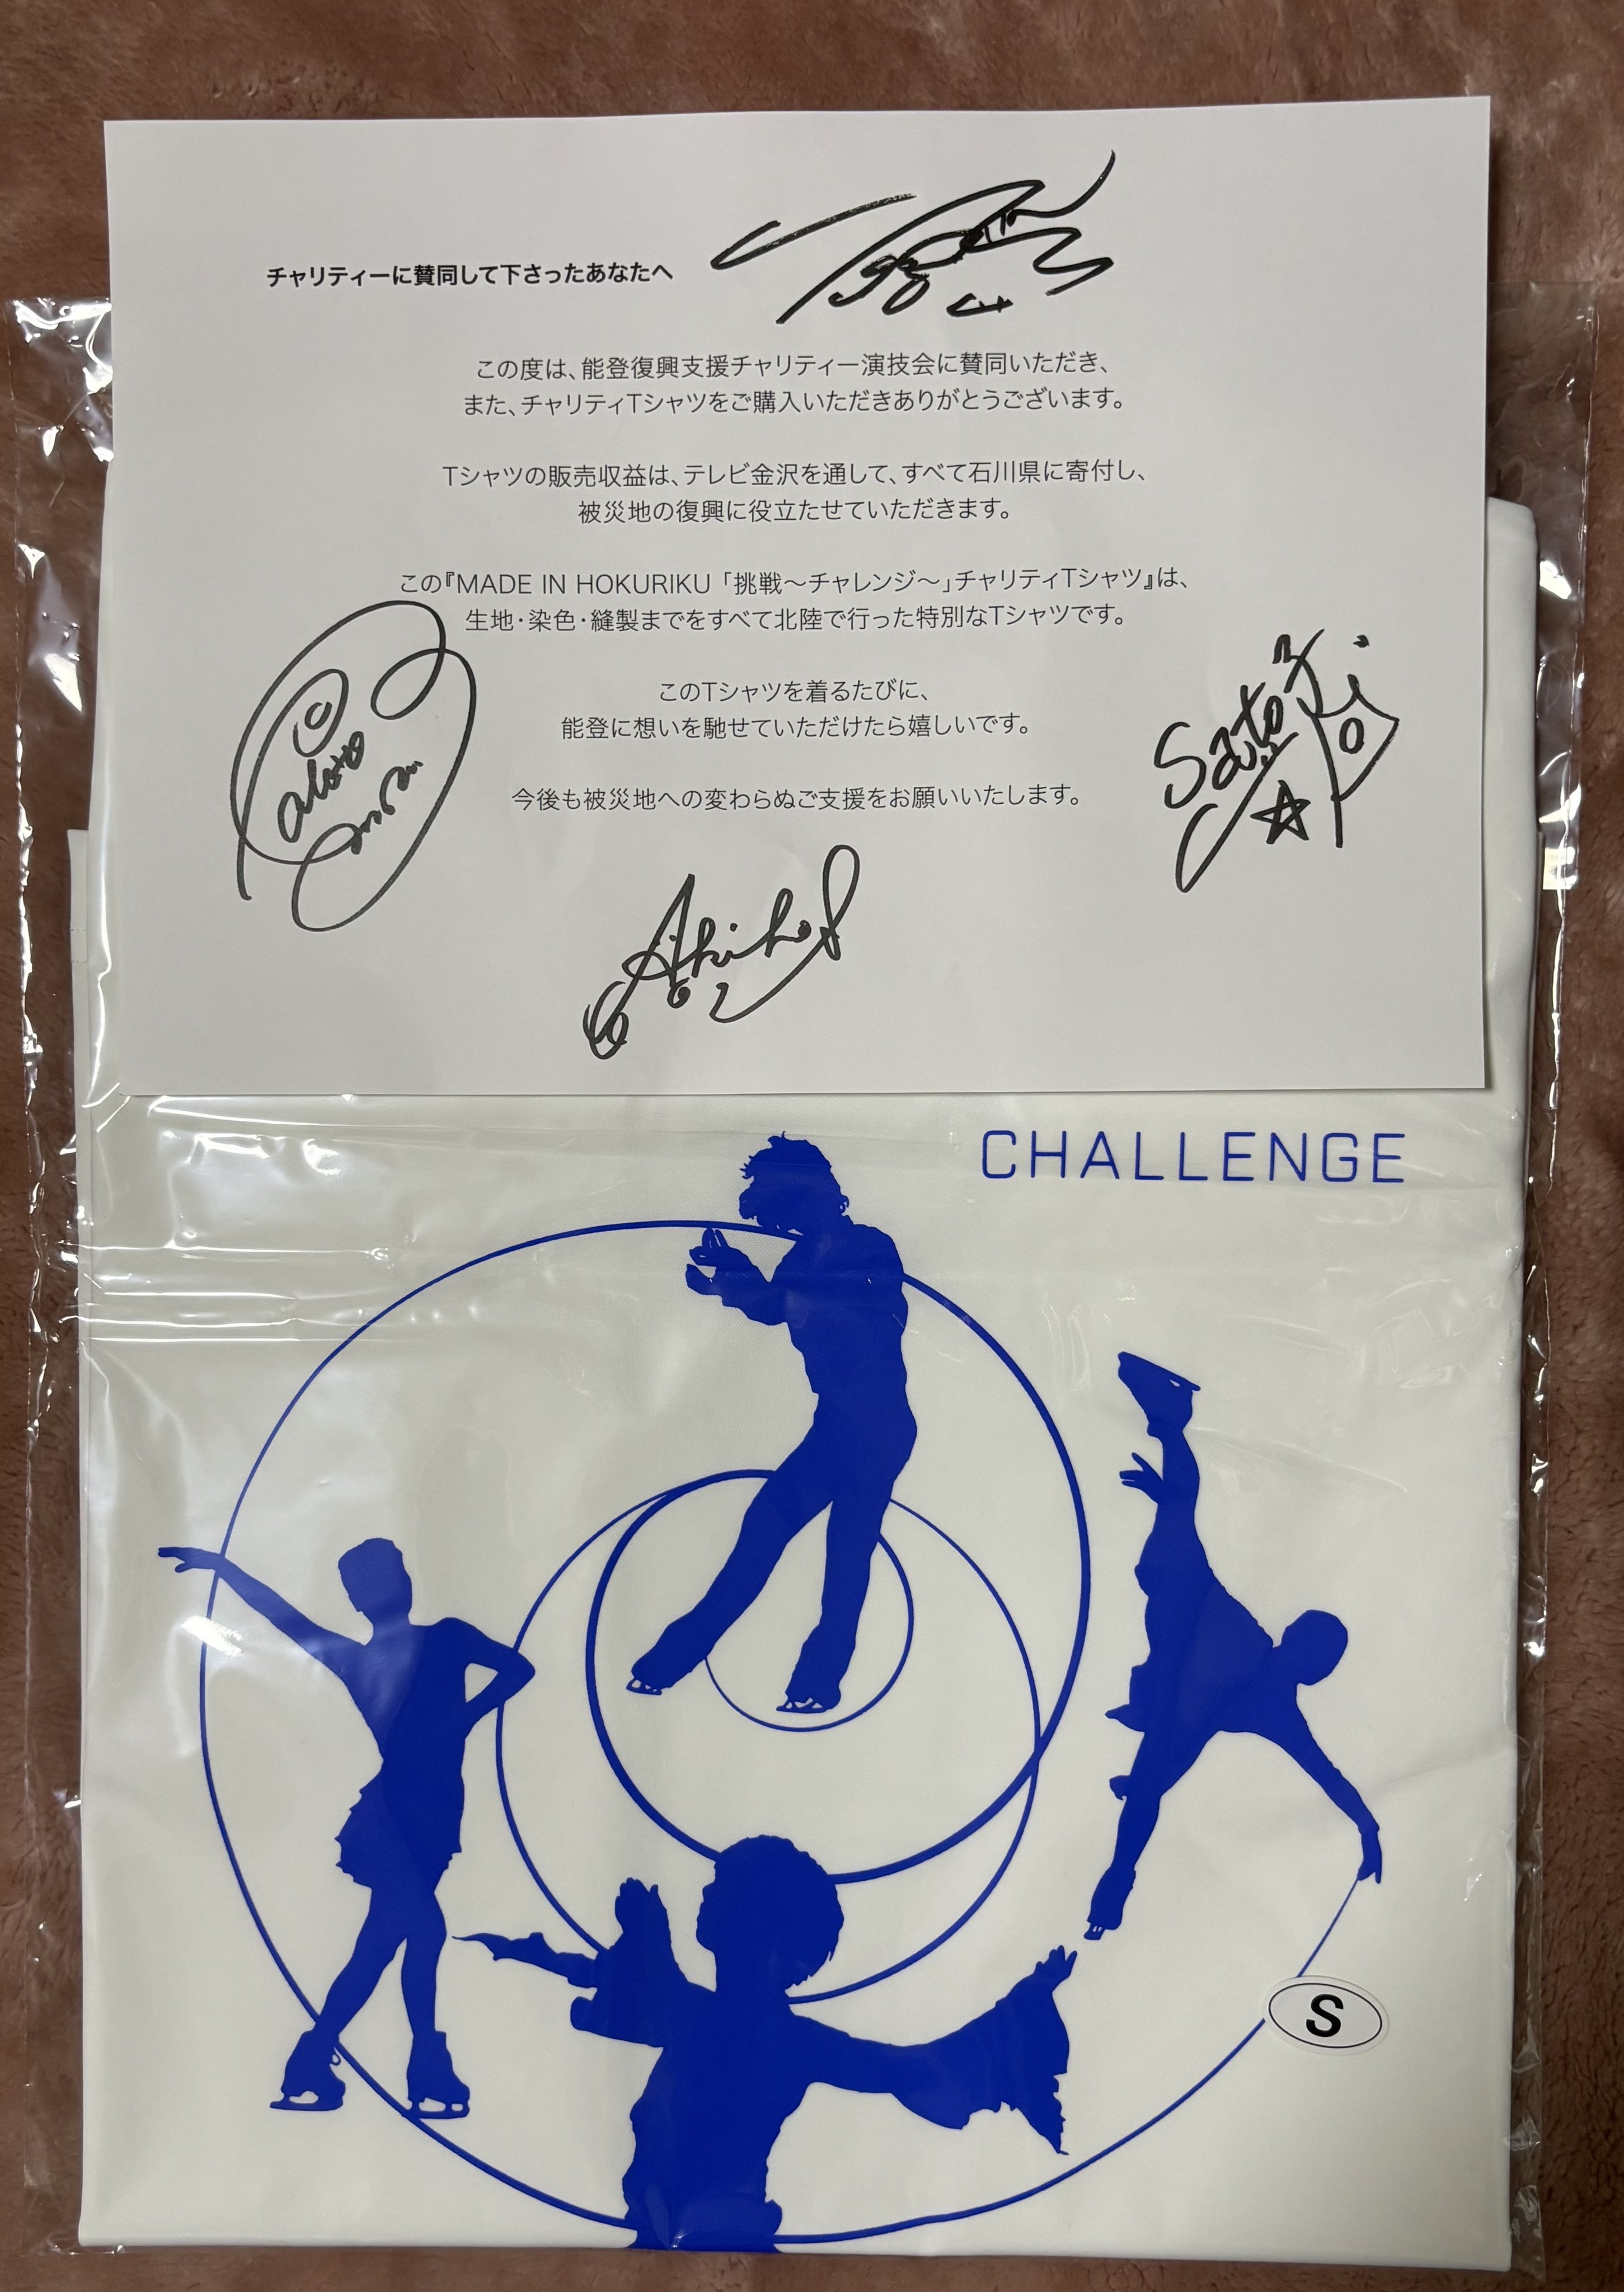 チャリティーに賛同して下さったあなたへ
この度は、能登復興支援チャリティー演技会に賛同いただき、
また、チャリティTシャツをご購入いただきありがとうございます。
Tシャツの販売収益は、テレビ金沢を通して、すべて石川県に寄付し、
被災地の復興に役立たせていただきます。
この『MADE IN HOKURIKU「挑戦～チャレンジ～」チャリティTシャツ』は、
生地・染色・縫製までをすべて北陸で行った特別なTシャツです。
このTシャツを着るたびに、
能登に想いを馳せていただけたら嬉しいです。
今後も被災地への変わらぬご支援をお願いいたします。
Satoko
Akiko
CHALLENGE
S